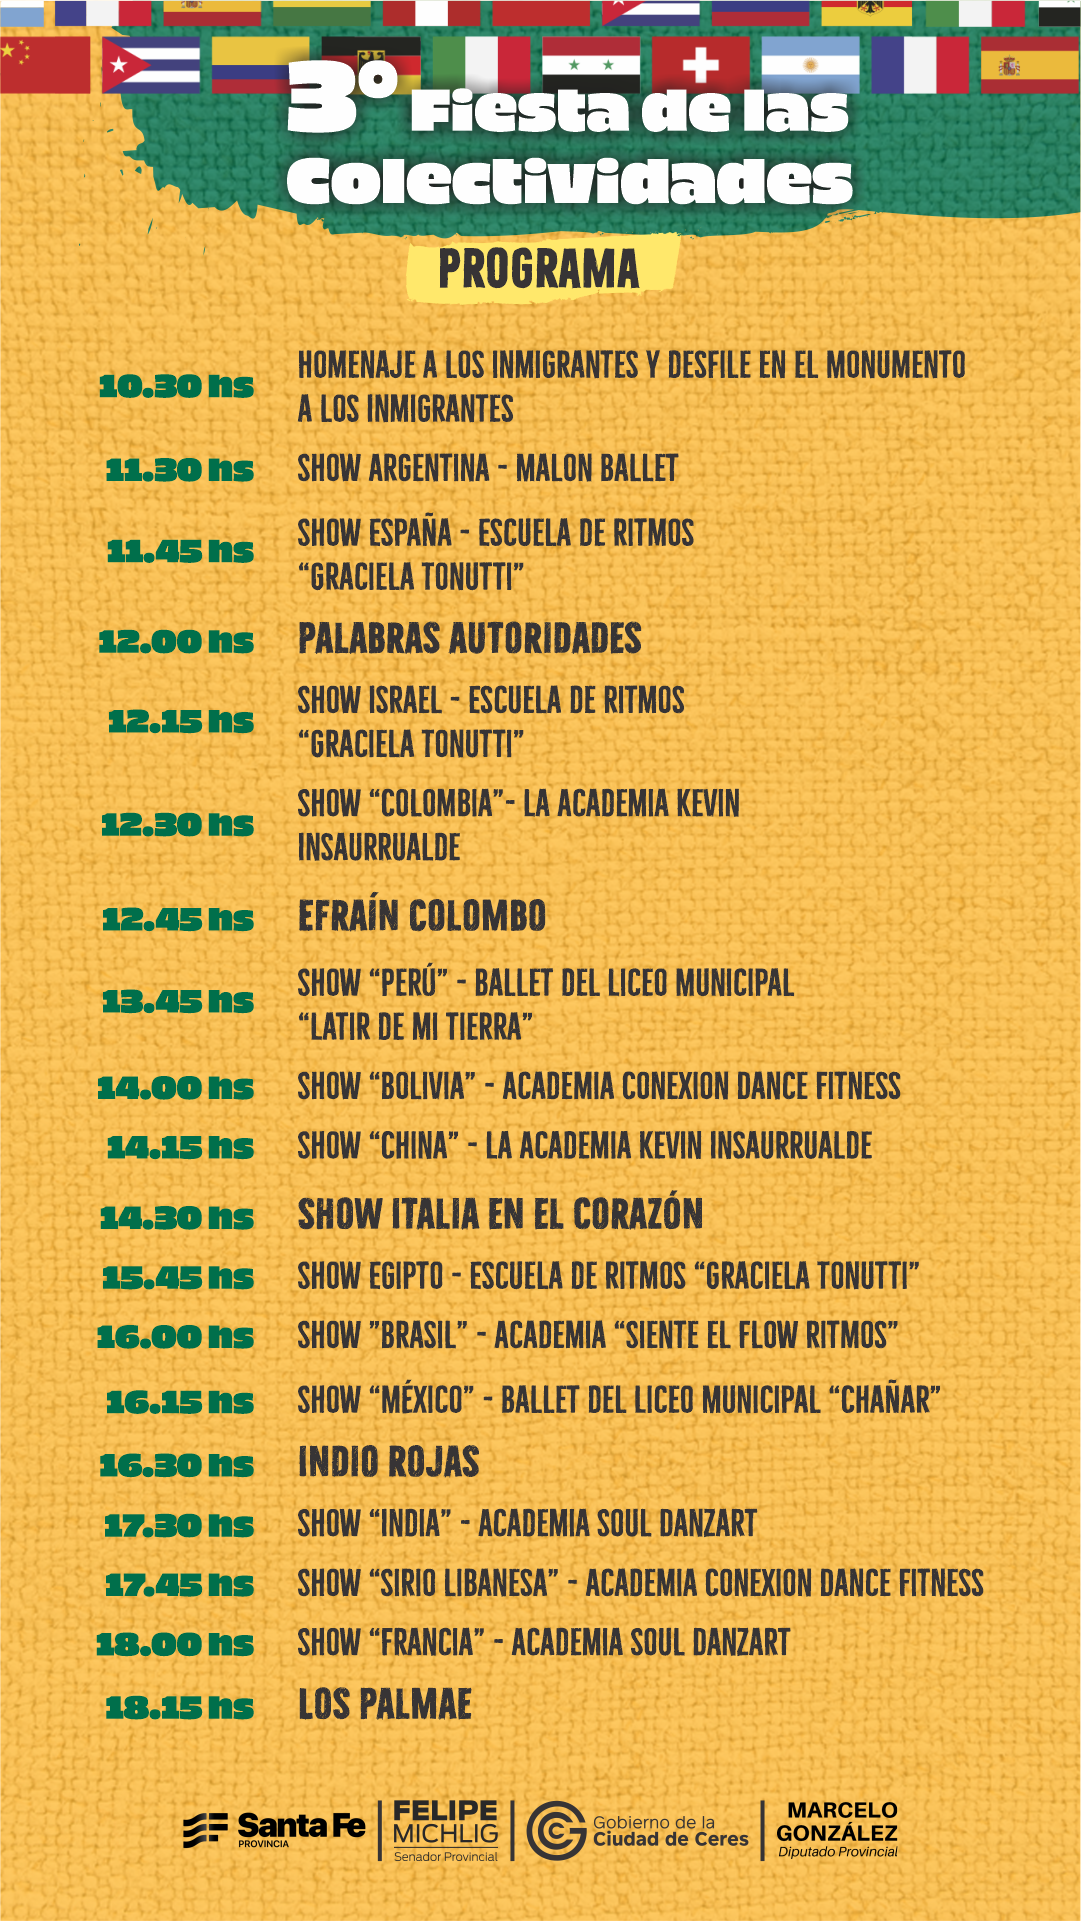 3º Fiesta de las
Colectividades
PROGRAMA
10.30 hs HOMENAJE A LOS INMIGRANTES Y DESFILE EN EL MONUMENTO
A LOS INMIGRANTES
11.30 hs SHOW ARGENTINA - MALON BALLET
11.45 hs SHOW ESPAÑA - ESCUELA DE RITMOS
“GRACIELA TONUTTI”
12.00 hs PALABRAS AUTORIDADES
12.15 hs SHOW ISRAEL - ESCUELA DE RITMOS
“GRACIELA TONUTTI”
12.30 hs SHOW “COLOMBIA”- LA ACADEMIA KEVIN
INSAURRUALDE
12.45 hs EFRAÍN COLOMBO
13.45 hs SHOW “PERÚ” - BALLET DEL LICEO MUNICIPAL
“LATIR DE MI TIERRA”
14.00 hs SHOW “BOLIVIA” - ACADEMIA CONEXION DANCE FITNESS
14.15 hs SHOW “CHINA” - LA ACADEMIA KEVIN INSAURRUALDE
14.30 hs SHOW ITALIA EN EL CORAZÓN
15.45 hs SHOW EGIPTO - ESCUELA DE RITMOS “GRACIELA TONUTTI”
16.00 hs SHOW ”BRASIL” - ACADEMIA “SIENTE EL FLOW RITMOS”
16.15 hs SHOW “MÉXICO” - BALLET DEL LICEO MUNICIPAL “CHAÑAR”
16.30 hs INDIO ROJAS
17.30 hs SHOW “INDIA” - ACADEMIA SOUL DANZART
17.45 hs SHOW “SIRIO LIBANESA” - ACADEMIA CONEXION DANCE FITNESS
18.00 hs SHOW “FRANCIA” - ACADEMIA SOUL DANZART
18.15 hs LOS PALMAE
Santa Fe
PROVINCIA
FELIPE
MICHLIG
Senador Provincial
Gobierno de la
Ciudad de Ceres
MARCELO
GONZÁLEZ
Diputado Provincial